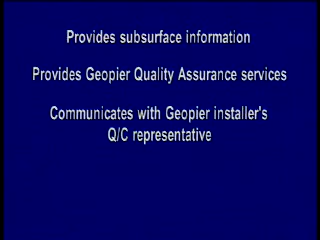 Provides subsurface information
Provides Geopier Quality Assurance services
Communicates with Geopier installer's
Q/C representative